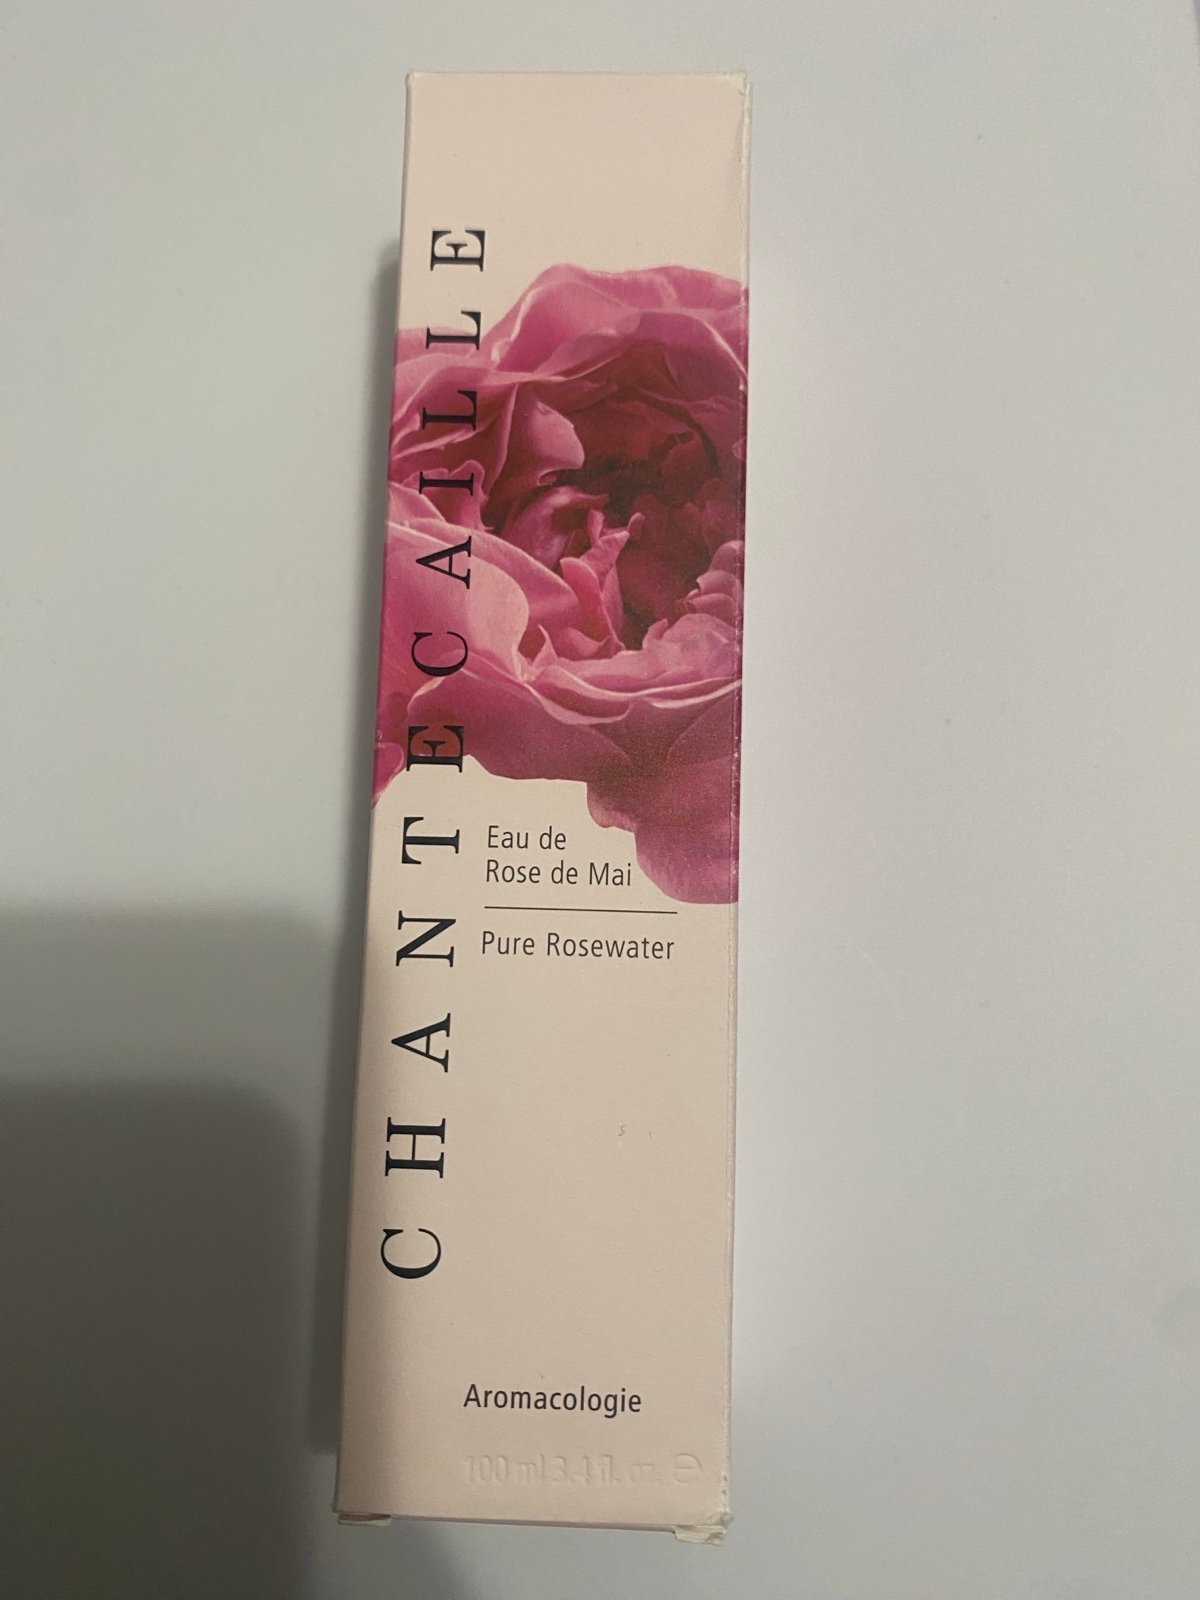 CHANTECAILLE
Eau de
Rose de Mai
Pure Rosewater
Aromacologie
100 ml 3.4 fl. oz. ℮